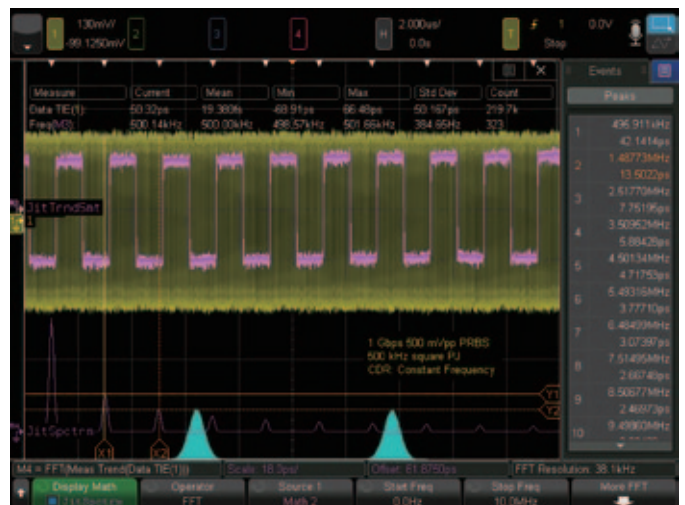 1 130mV/ 2 3 4 H 2.000us/ T 1 0.0V
-99.1250mV 0.0s Stop
Events
Measure Current Mean Min Max Std Dev Count
Peaks
Data TIE(1) 50.32ps 19.380fs -68.91ps 66.48ps 50.167ps 219.7k
Freq(M3) 500.14kHz 500.00kHz 498.57kHz 501.66kHz 384.65Hz 323
1 496.911kHz
42.1414ps
2 1.48773MHz
13.5022ps
3 2.51770MHz
7.75195ps
4 3.50952MHz
5.88428ps
5 4.50134MHz
4.71753ps
6 5.49316MHz
3.77710ps
7 6.48499MHz
3.07397ps
8 7.51495MHz
2.66748ps
9 8.50677MHz
2.46973ps
10 9.49860MHz
JitTrndSmt
1
1 Gbps 500 mVpp PRBS
500 kHz square PJ
CDR: Constant Frequency
Y1
Y2
JitSpctrm
X1 X2
M4 = FFT(Meas Trend(Data TIE(1))) Scale: 18.3ps/ Offset: 61.8750ps FFT Resolution: 38.1kHz
Display Math Operator Source 1 Start Freq Stop Freq More FFT
JitSpctrm FFT Math 2 0.0Hz 10.0MHz